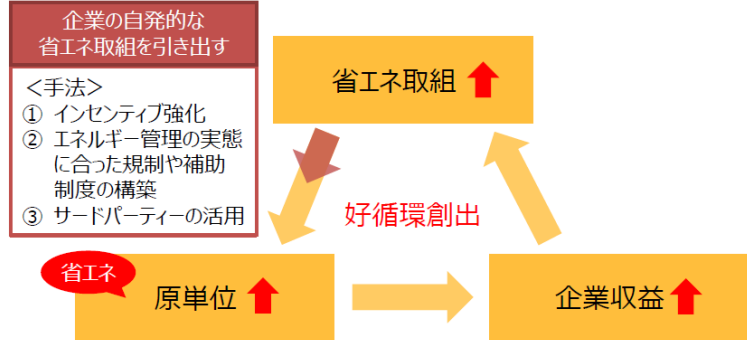 企業の自発的な
省エネ取組を引き出す
＜手法＞
① インセンティブ強化
② エネルギー管理の実態
に合った規制や補助
制度の構築
③ サードパーティーの活用
省エネ取組
好循環創出
省エネ
原単位
企業収益